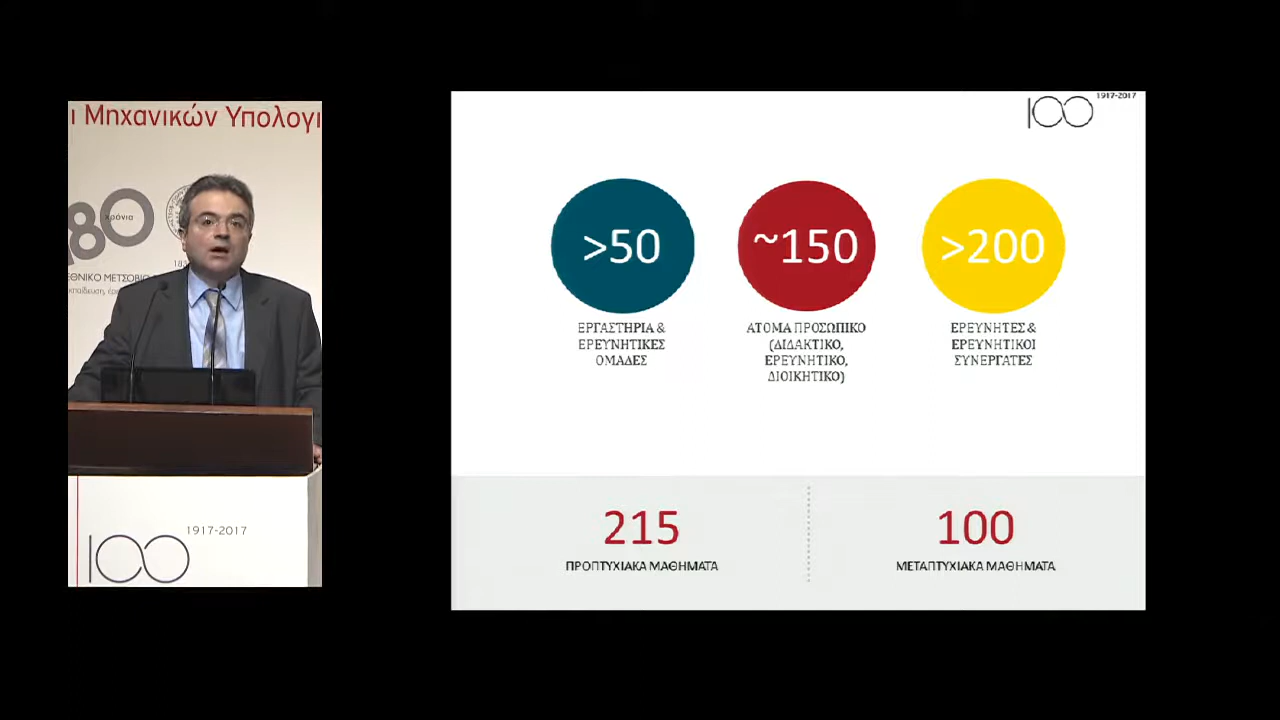 ι Μηχανικών Υπολογι
180
χρόνια
ΕΘΝΙΚΟ ΜΕΤΣΟΒΙΟ
1917-2017
100
1917-2017
100
>50
ΕΡΓΑΣΤΗΡΙΑ &
ΕΡΕΥΝΗΤΙΚΕΣ
ΟΜΑΔΕΣ
~150
ΑΤΟΜΑ ΠΡΟΣΩΠΙΚΟ
(ΔΙΔΑΚΤΙΚΟ,
ΕΡΕΥΝΗΤΙΚΟ,
ΔΙΟΙΚΗΤΙΚΟ)
>200
ΕΡΕΥΝΗΤΕΣ &
ΕΡΕΥΝΗΤΙΚΟΙ
ΣΥΝΕΡΓΑΤΕΣ
215
ΠΡΟΠΤΥΧΙΑΚΑ ΜΑΘΗΜΑΤΑ
100
ΜΕΤΑΠΤΥΧΙΑΚΑ ΜΑΘΗΜΑΤΑ